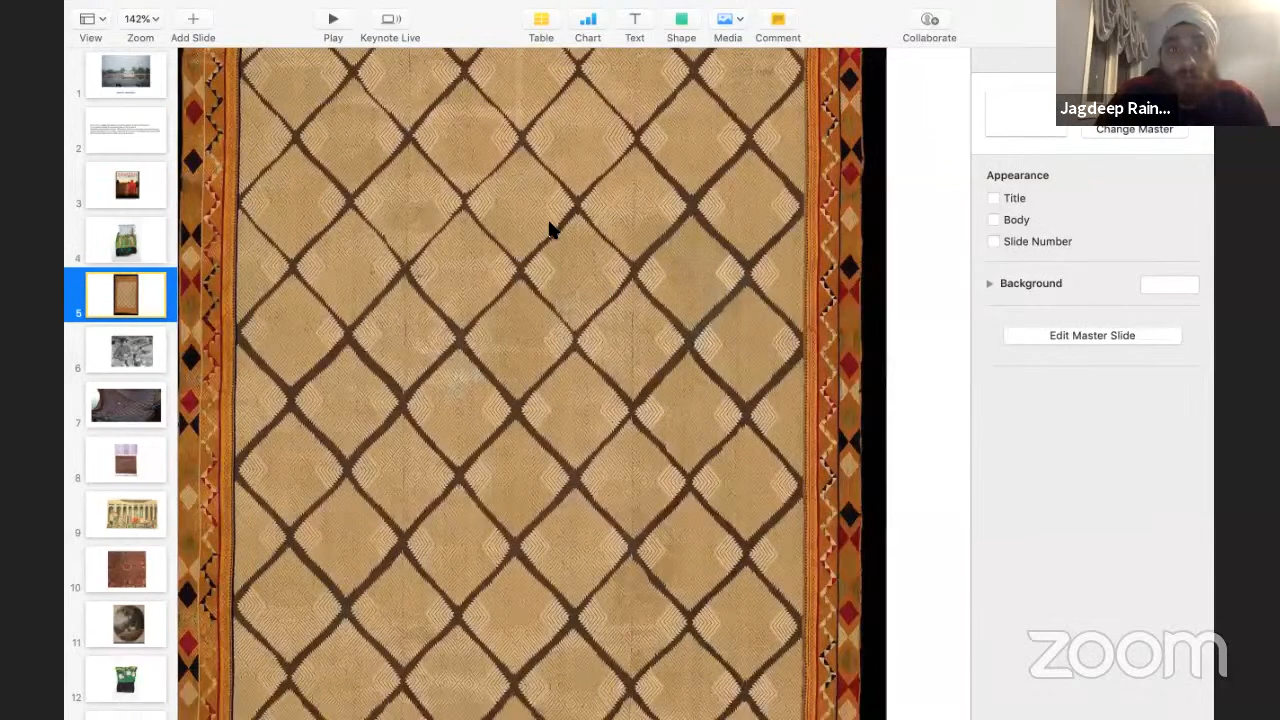 142%
View
Zoom
Add Slide
Play
Keynote Live
Table
Chart
Text
Shape
Media
Comment
Collaborate
Jagdeep Rain...
Change Master
Appearance
Title
Body
Slide Number
Background
Edit Master Slide
1
2
3
4
5
6
7
8
9
10
11
12
zoom